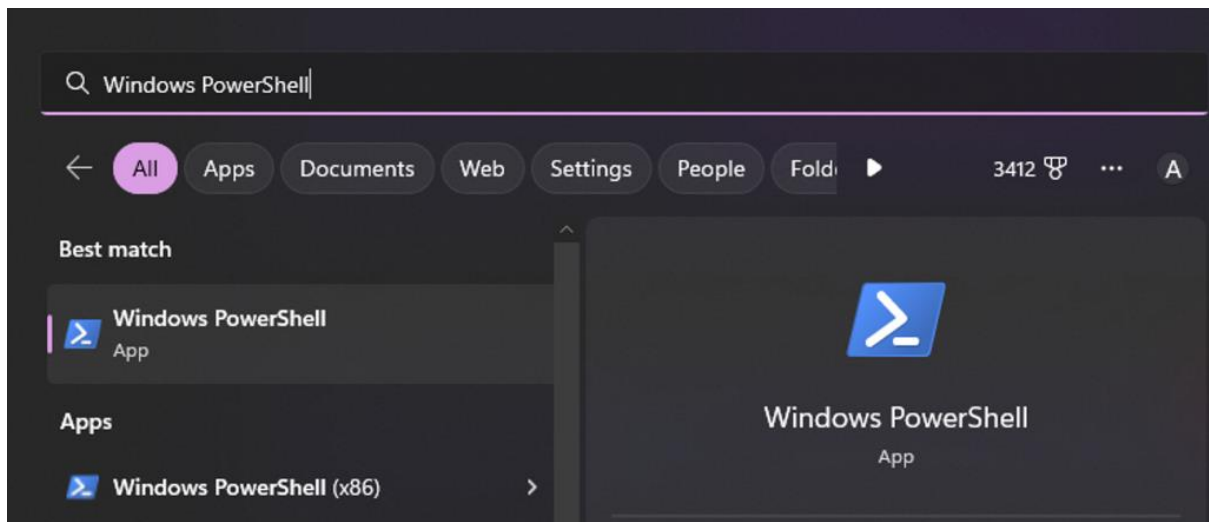 Windows PowerShell
All Apps Documents Web Settings People Fold 3412 A
Best match
Windows PowerShell
App
Apps
Windows PowerShell (x86)
Windows PowerShell
App